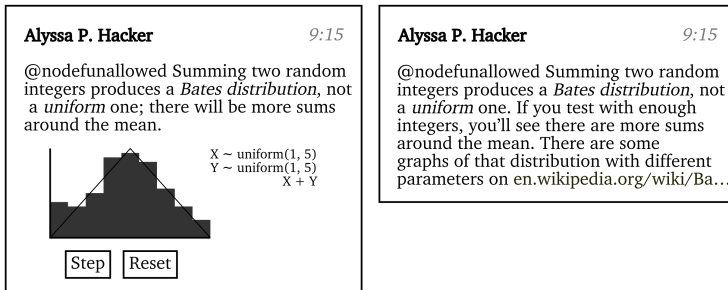 Alyssa P. Hacker 9:15
@nodefunallowed Summing two random
integers produces a Bates distribution, not
a uniform one; there will be more sums
around the mean.
X ~ uniform(1, 5)
Y ~ uniform(1, 5)
X + Y
Step Reset
Alyssa P. Hacker 9:15
@nodefunallowed Summing two random
integers produces a Bates distribution, not
a uniform one. If you test with enough
integers, you’ll see there are more sums
around the mean. There are some
graphs of that distribution with different
parameters on en.wikipedia.org/wiki/Ba…